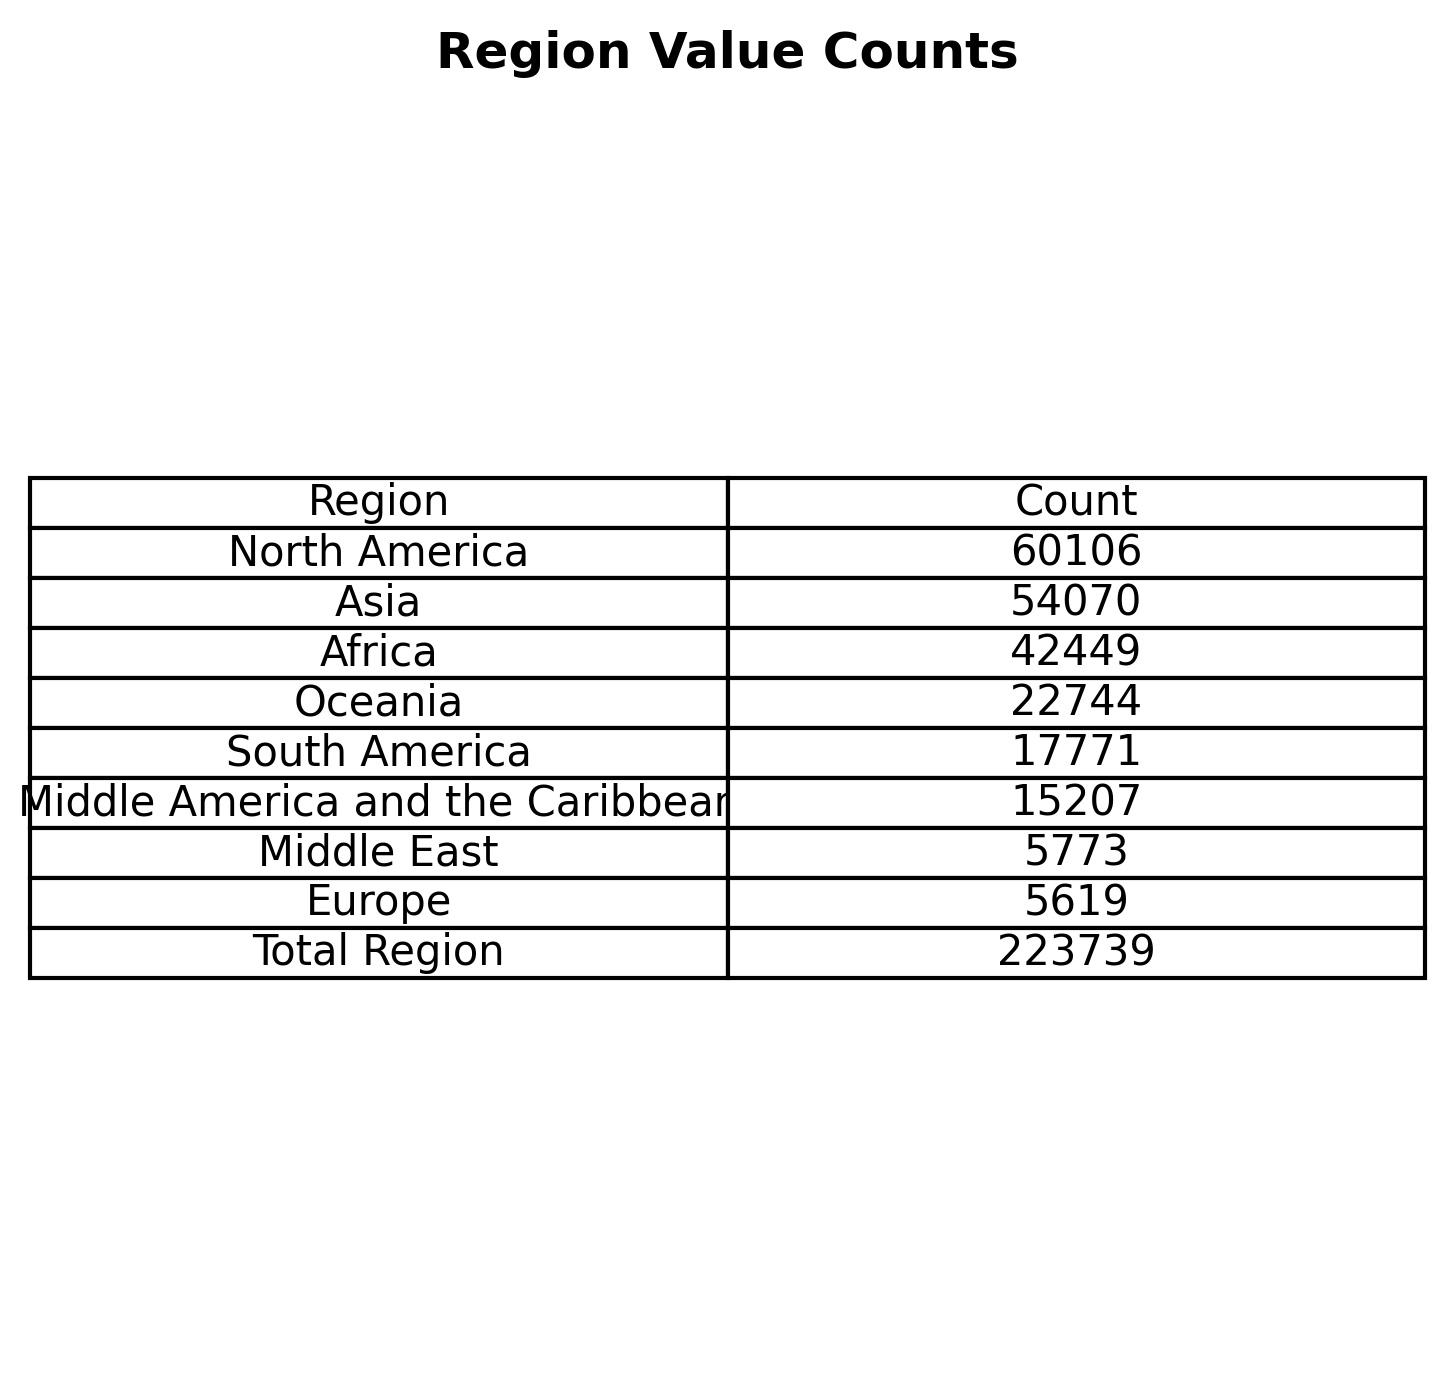 Region Value Counts
Region Count
North America 60106
Asia 54070
Africa 42449
Oceania 22744
South America 17771
Middle America and the Caribbean 15207
Middle East 5773
Europe 5619
Total Region 223739